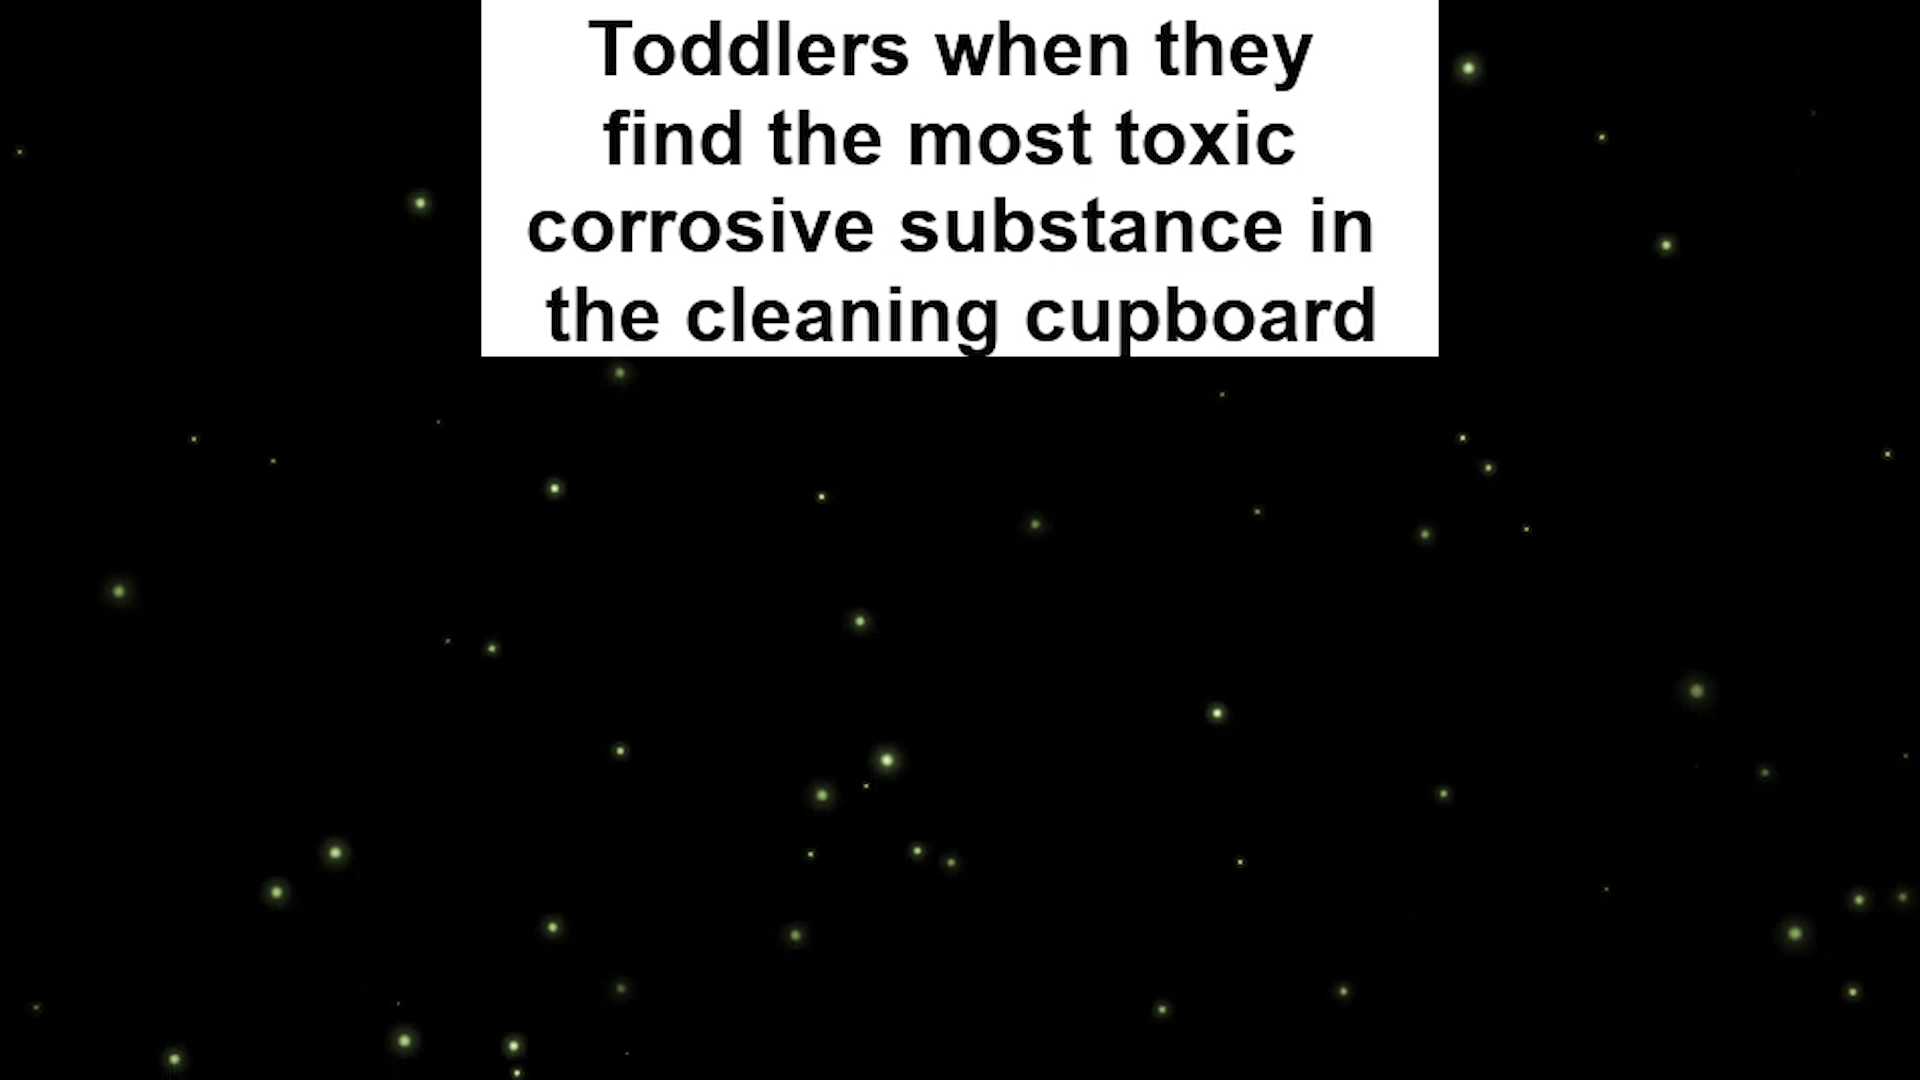 Toddlers when they
find the most toxic
corrosive substance in
the cleaning cupboard